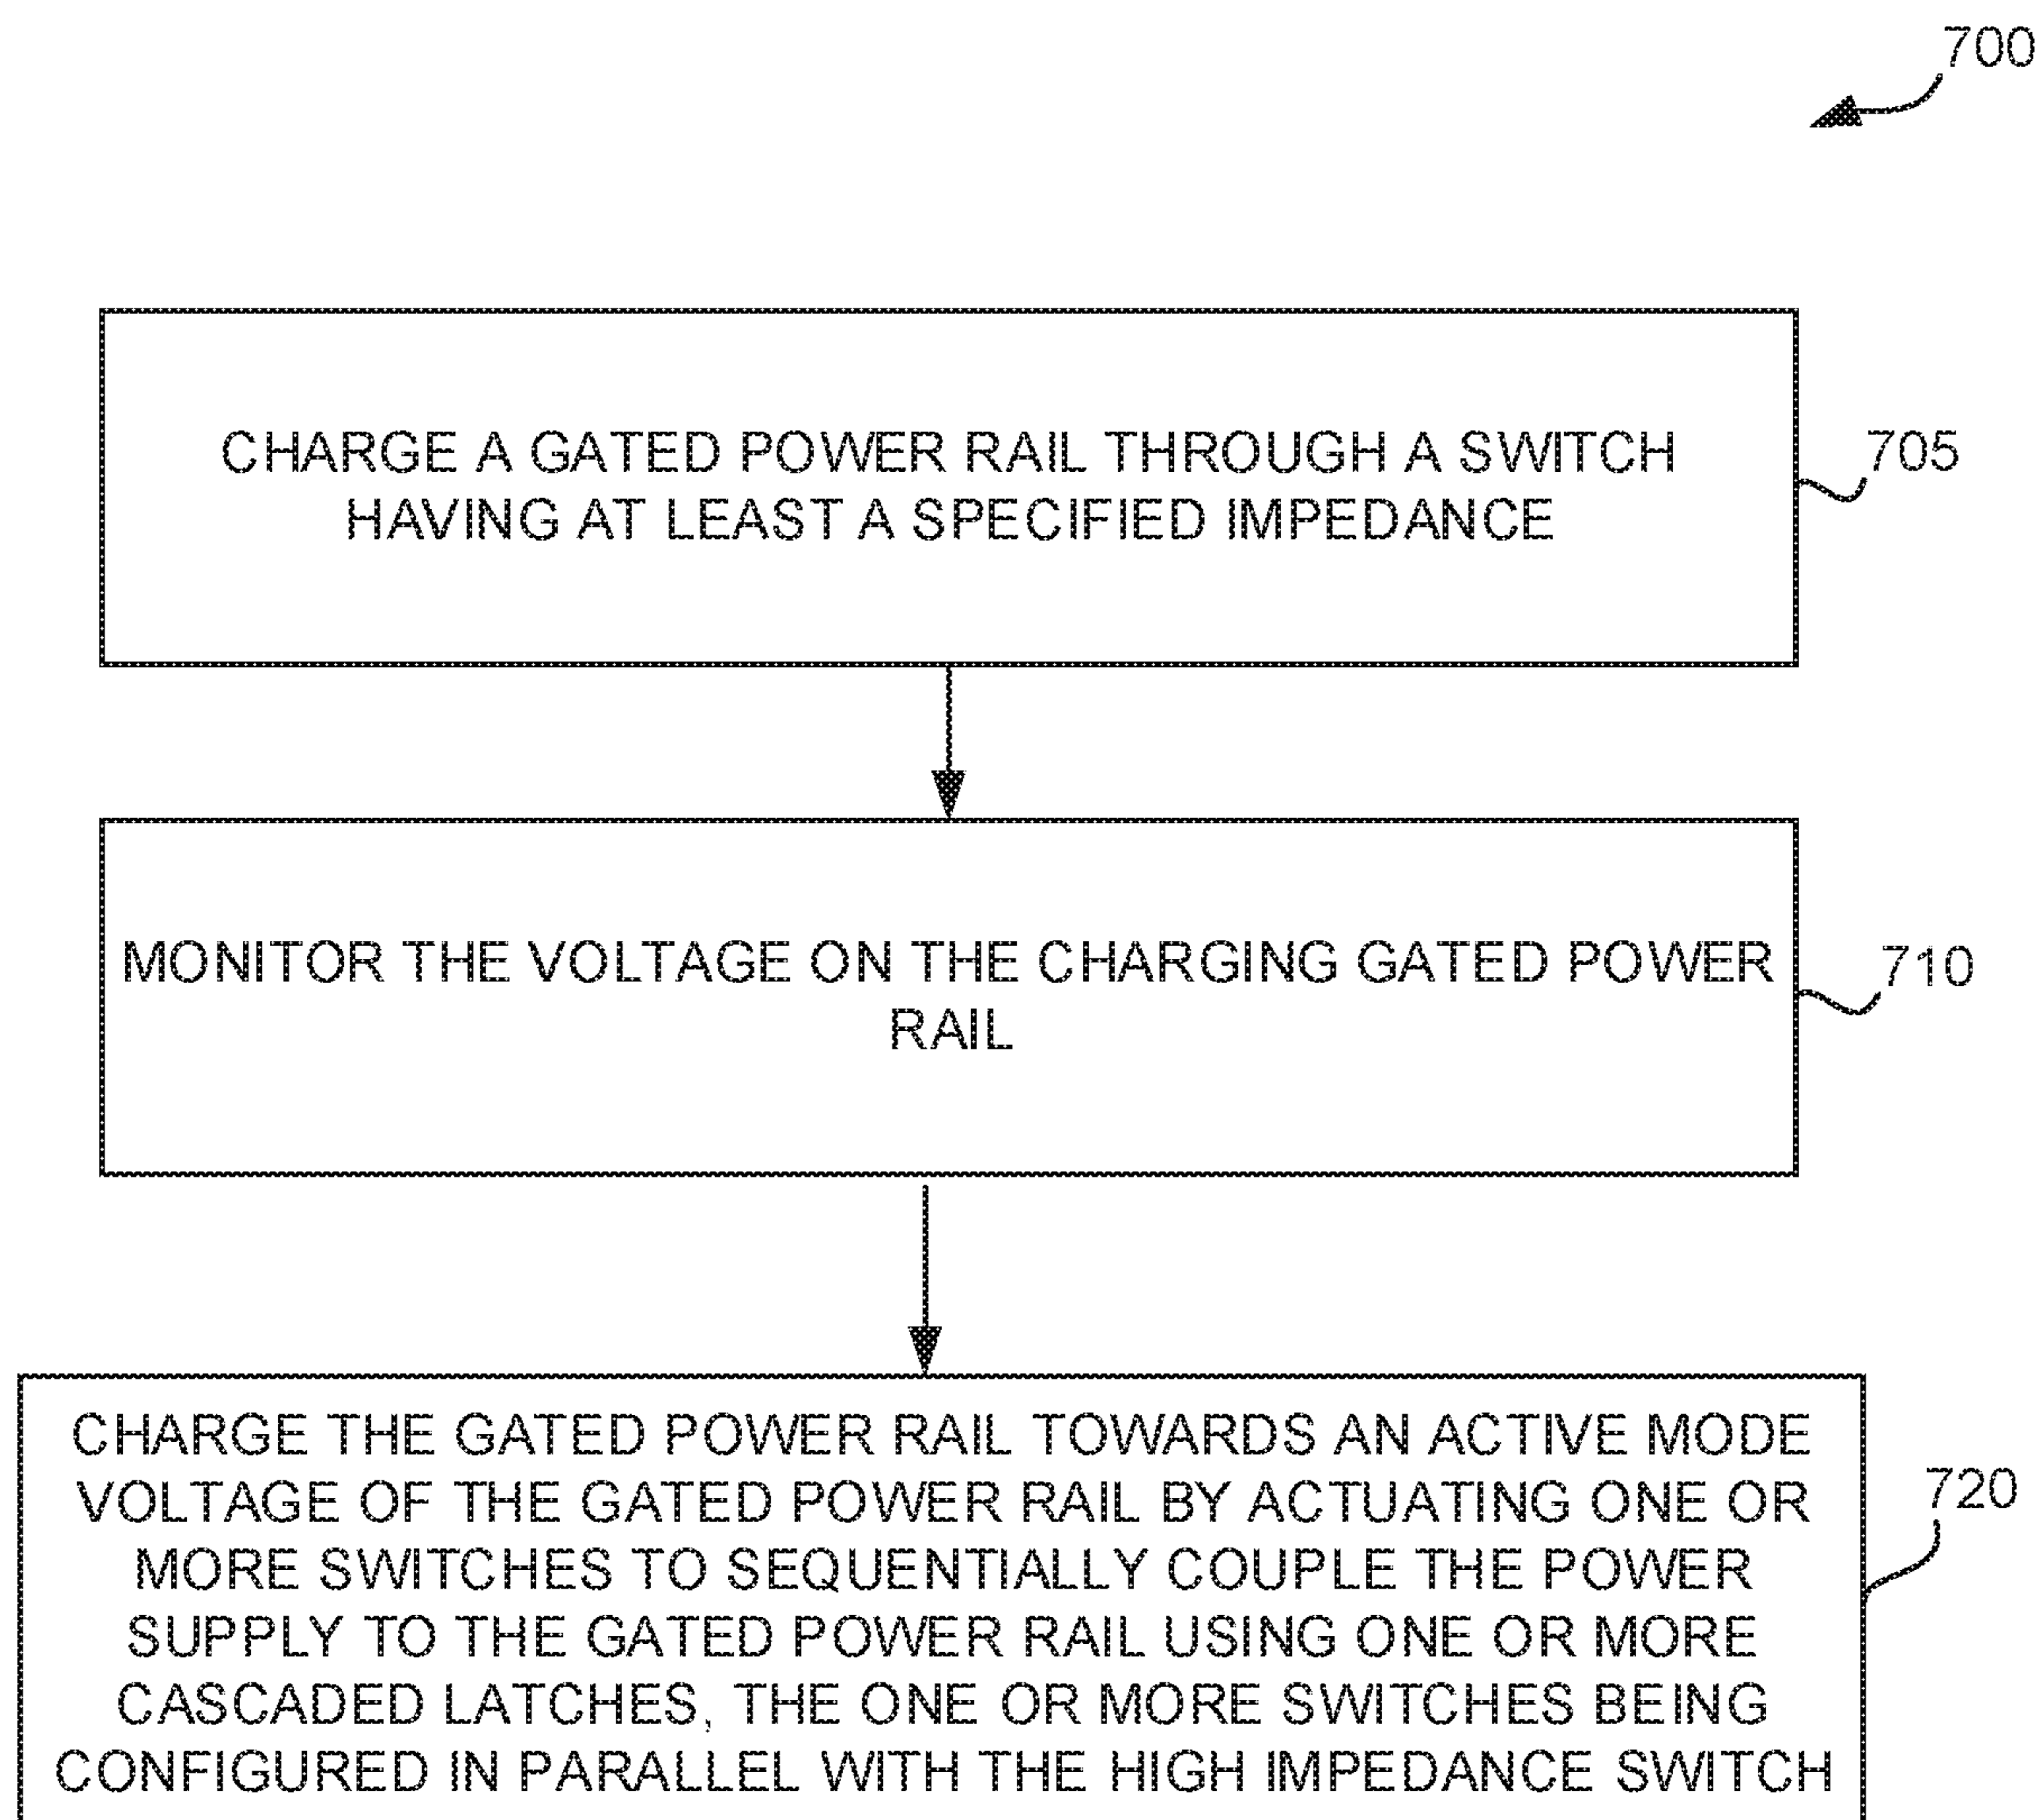 700
CHARGE A GATED POWER RAIL THROUGH A SWITCH
HAVING AT LEAST A SPECIFIED IMPEDANCE
705
MONITOR THE VOLTAGE ON THE CHARGING GATED POWER
RAIL
710
CHARGE THE GATED POWER RAIL TOWARDS AN ACTIVE MODE
VOLTAGE OF THE GATED POWER RAIL BY ACTUATING ONE OR
MORE SWITCHES TO SEQUENTIALLY COUPLE THE POWER
SUPPLY TO THE GATED POWER RAIL USING ONE OR MORE
CASCADED LATCHES, THE ONE OR MORE SWITCHES BEING
CONFIGURED IN PARALLEL WITH THE HIGH IMPEDANCE SWITCH
720